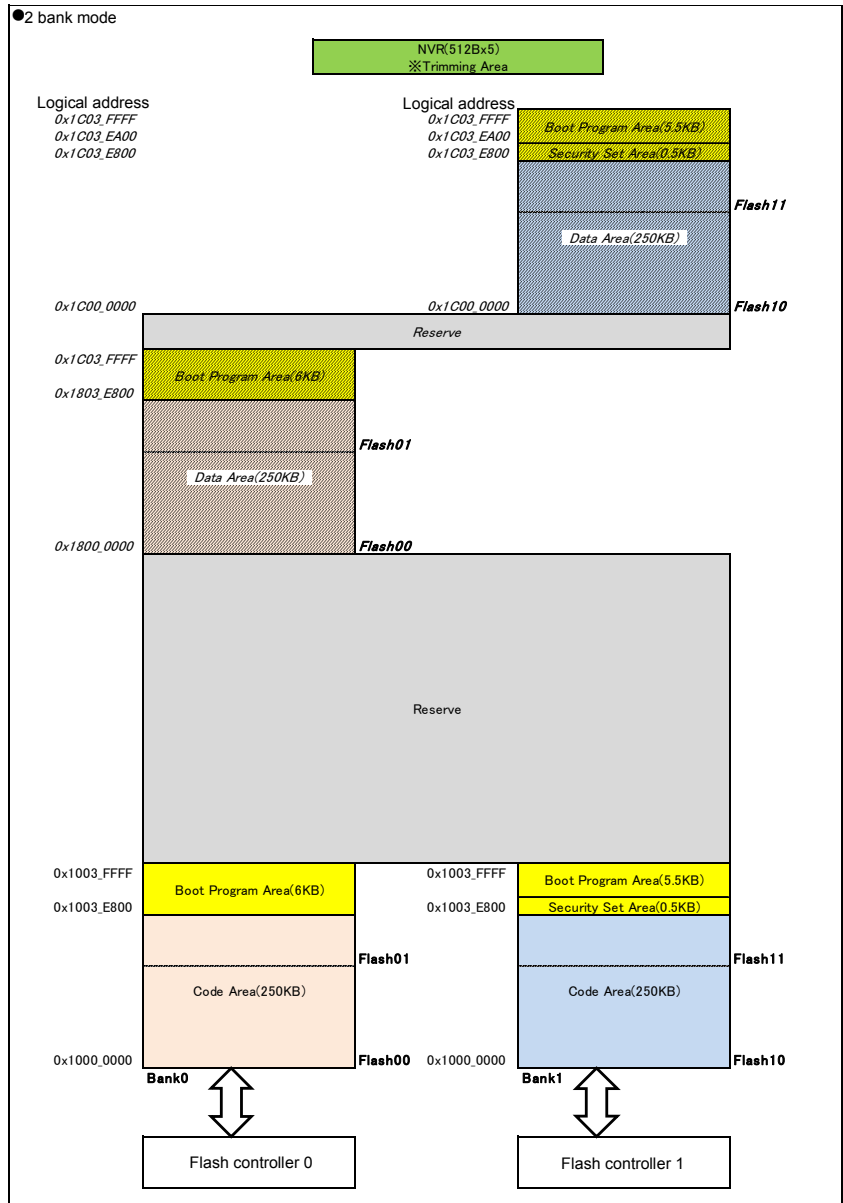 ●2 bank mode
NVR(512Bx5)
※Trimming Area
Logical address
Logical address
0x1C03_FFFF
0x1C03_FFFF
Boot Program Area(5.5KB)
0x1C03_EA00
0x1C03_EA00
0x1C03_E800
0x1C03_E800
Security Set Area(0.5KB)
Flash11
Data Area(250KB)
0x1C00_0000
0x1C00_0000
Flash10
Reserve
0x1C03_FFFF
Boot Program Area(6KB)
0x1803_E800
Flash01
Data Area(250KB)
0x1800_0000
Flash00
Reserve
0x1003_FFFF
0x1003_FFFF
Boot Program Area(6KB)
Boot Program Area(5.5KB)
0x1003_E800
0x1003_E800
Security Set Area(0.5KB)
Flash01
Flash11
Code Area(250KB)
Code Area(250KB)
0x1000_0000
Flash00
0x1000_0000
Flash10
Bank0
Bank1
Flash controller 0
Flash controller 1